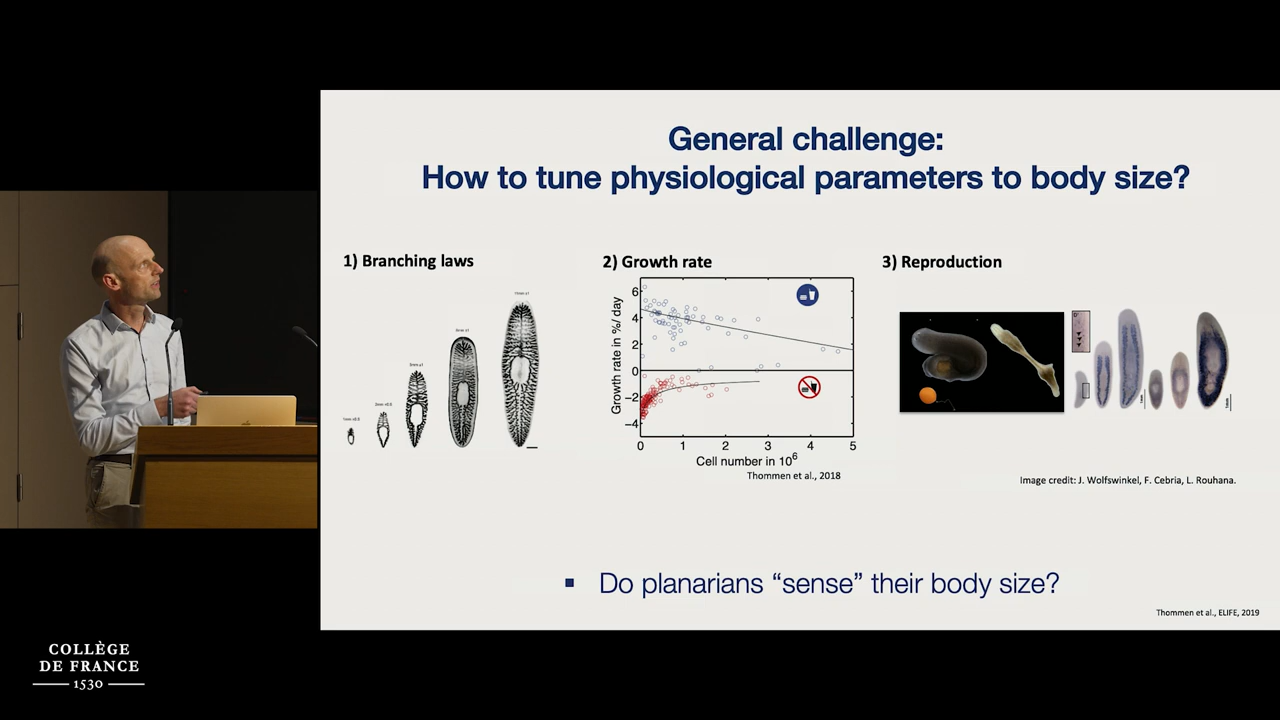 General challenge:
How to tune physiological parameters to body size?
1) Branching laws
2) Growth rate
3) Reproduction
Growth rate in %/ day
6
4
2
0
−2
−4
0 1 2 3 4 5
Cell number in 10⁶
Thommen et al., 2018
Image credit: J. Wolfswinkel, F. Cebria, L. Rouhana.
▪ Do planarians “sense” their body size?
Thommen et al., ELIFE, 2019
COLLÈGE
DE FRANCE
1530